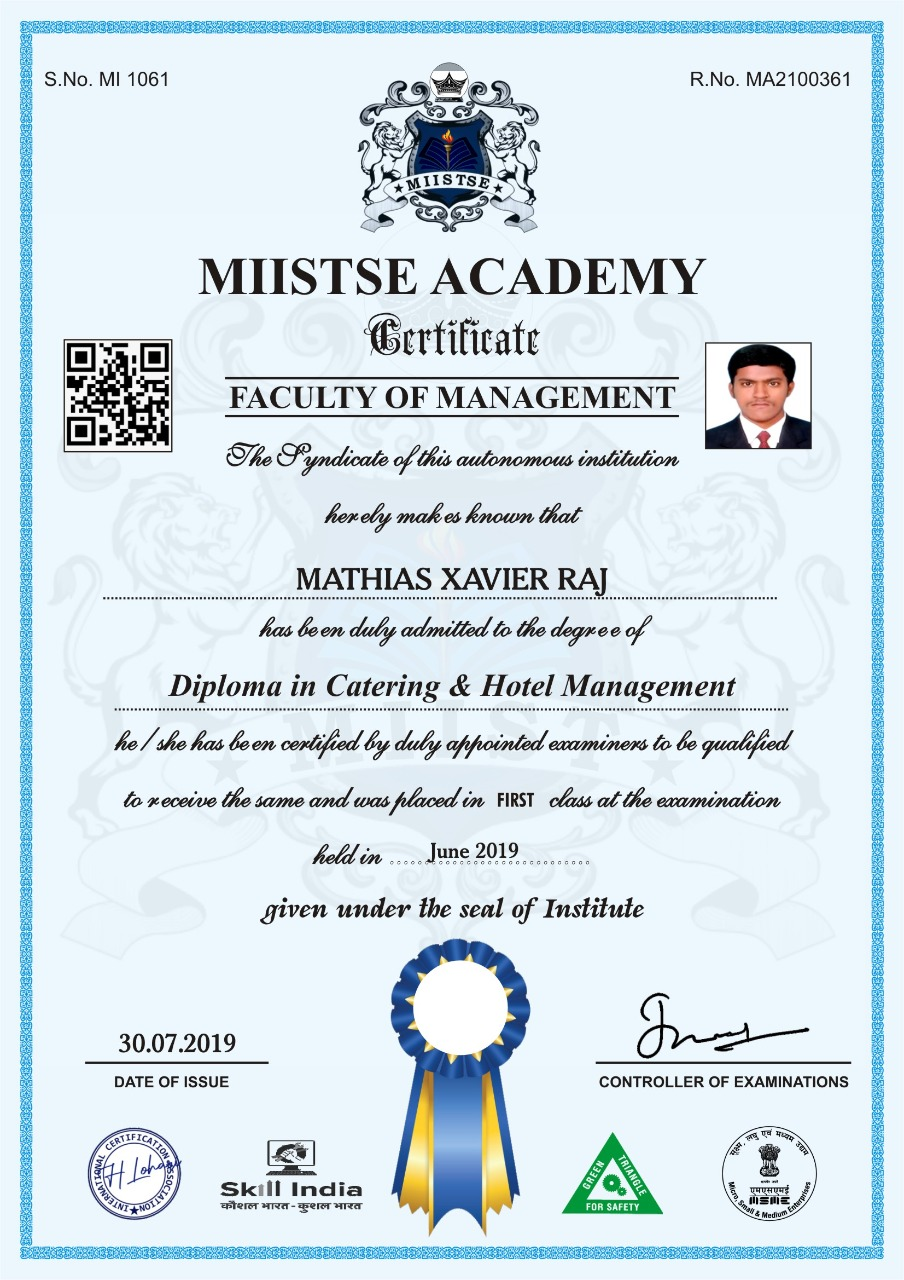 S.No. MI 1061
R.No. MA2100361
MIISTSE
MIISTSE ACADEMY
Certificate
FACULTY OF MANAGEMENT
The Syndicate of this autonomous institution
herely makes known that
MATHIAS XAVIER RAJ
has been duly admitted to the degree of
Diploma in Catering & Hotel Management
he / she has been certified by duly appointed examiners to be qualified
to receive the same and was placed in FIRST class at the examination
held in June 2019
given under the seal of Institute
30.07.2019
DATE OF ISSUE
CONTROLLER OF EXAMINATIONS
INTERNATIONAL CERTIFICATION ASSOCIATION
Skill India
कौशल भारत - कुशल भारत
GREEN TRIANGLE
FOR SAFETY
सूक्ष्म, लघु एवं मध्यम उद्यम
एमएसएमई
MSME
Micro, Small & Medium Enterprises